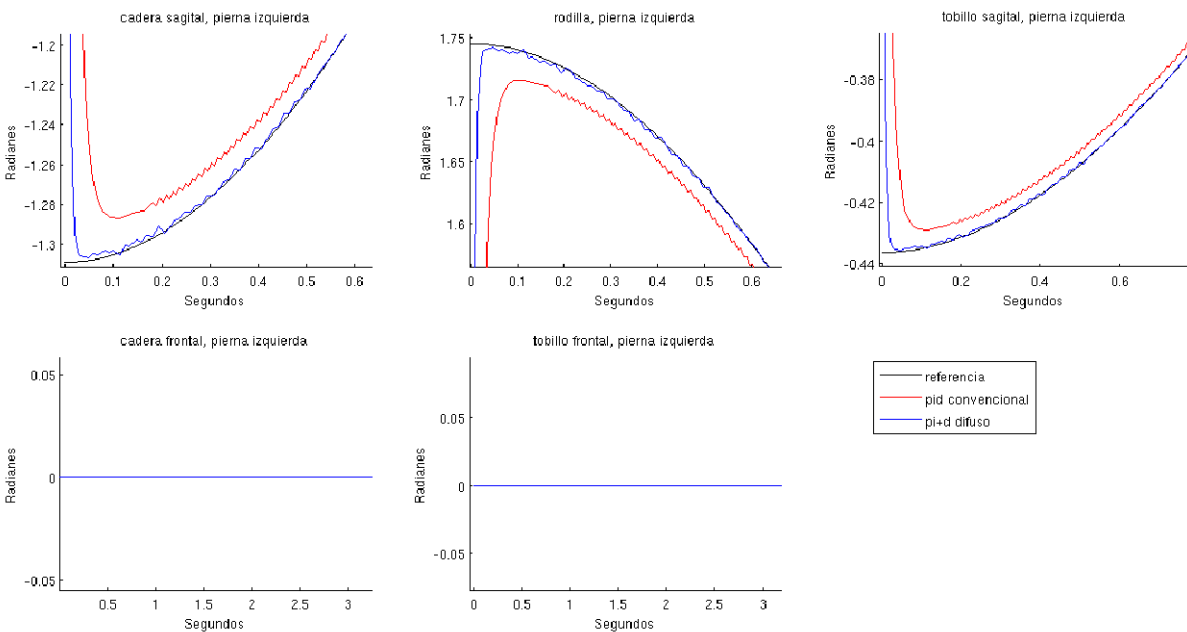 cadera sagital, pierna izquierda
-1.2
-1.22
-1.24
-1.26
-1.28
-1.3
Radianes
0
0.1
0.2
0.3
0.4
0.5
0.6
Segundos
rodilla, pierna izquierda
1.75
1.7
1.65
1.6
Radianes
0
0.1
0.2
0.3
0.4
0.5
0.6
Segundos
tobillo sagital, pierna izquierda
-0.38
-0.4
-0.42
-0.44
Radianes
0
0.2
0.4
0.6
Segundos
cadera frontal, pierna izquierda
0.05
0
-0.05
Radianes
0.5
1
1.5
2
2.5
3
Segundos
tobillo frontal, pierna izquierda
0.05
0
-0.05
Radianes
0
0.5
1
1.5
2
2.5
3
Segundos
referencia
pid convencional
pi+d difuso